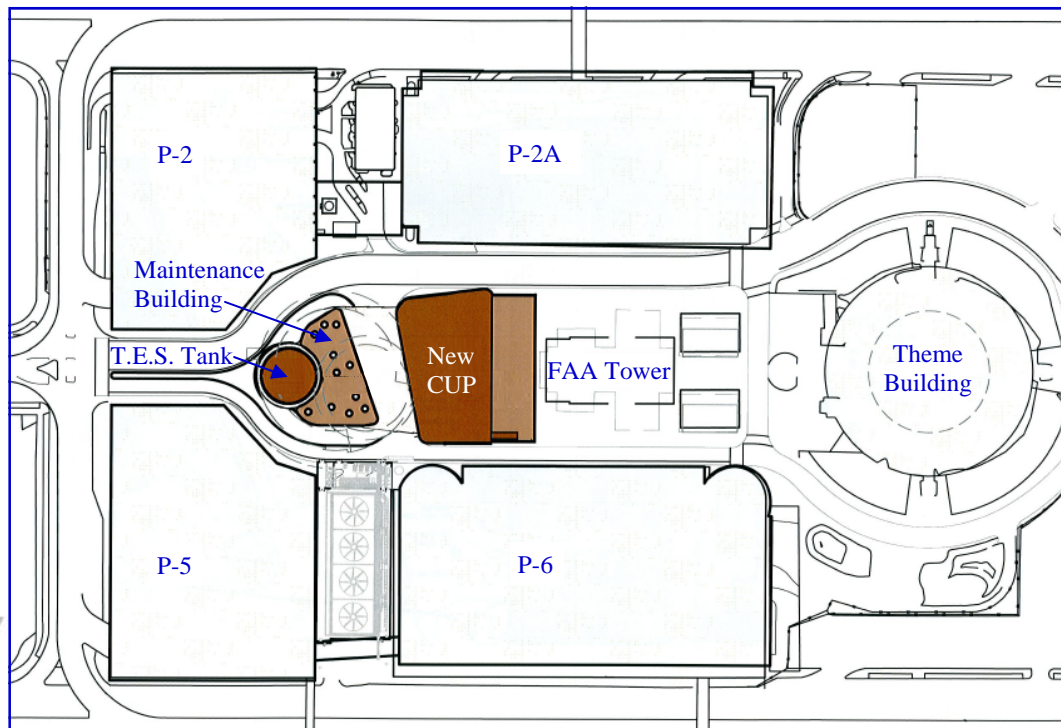 P-2
P-2A
Maintenance
Building
T.E.S. Tank
New
CUP
FAA Tower
Theme
Building
P-5
P-6